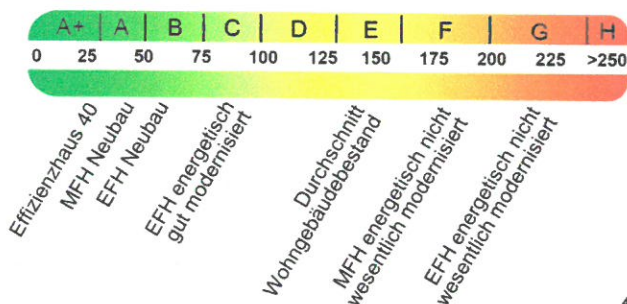 A+ A B C D E F G H
0 25 50 75 100 125 150 175 200 225 >250
Effizienzhaus 40
MFH Neubau
EFH Neubau
EFH energetisch
gut modernisiert
Durchschnitt
Wohngebäudebestand
MFH energetisch nicht
wesentlich modernisiert
EFH energetisch nicht
wesentlich modernisiert